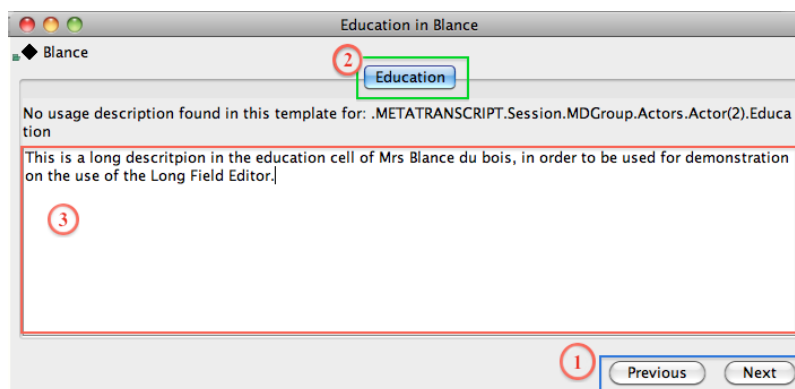 Education in Blance
Blance
2
Education
No usage description found in this template for: .METATRANSCRIPT.Session.MDGroup.Actors.Actor(2).Educa
tion
This is a long descritpion in the education cell of Mrs Blance du bois, in order to be used for demonstration
on the use of the Long Field Editor.
3
1
Previous Next